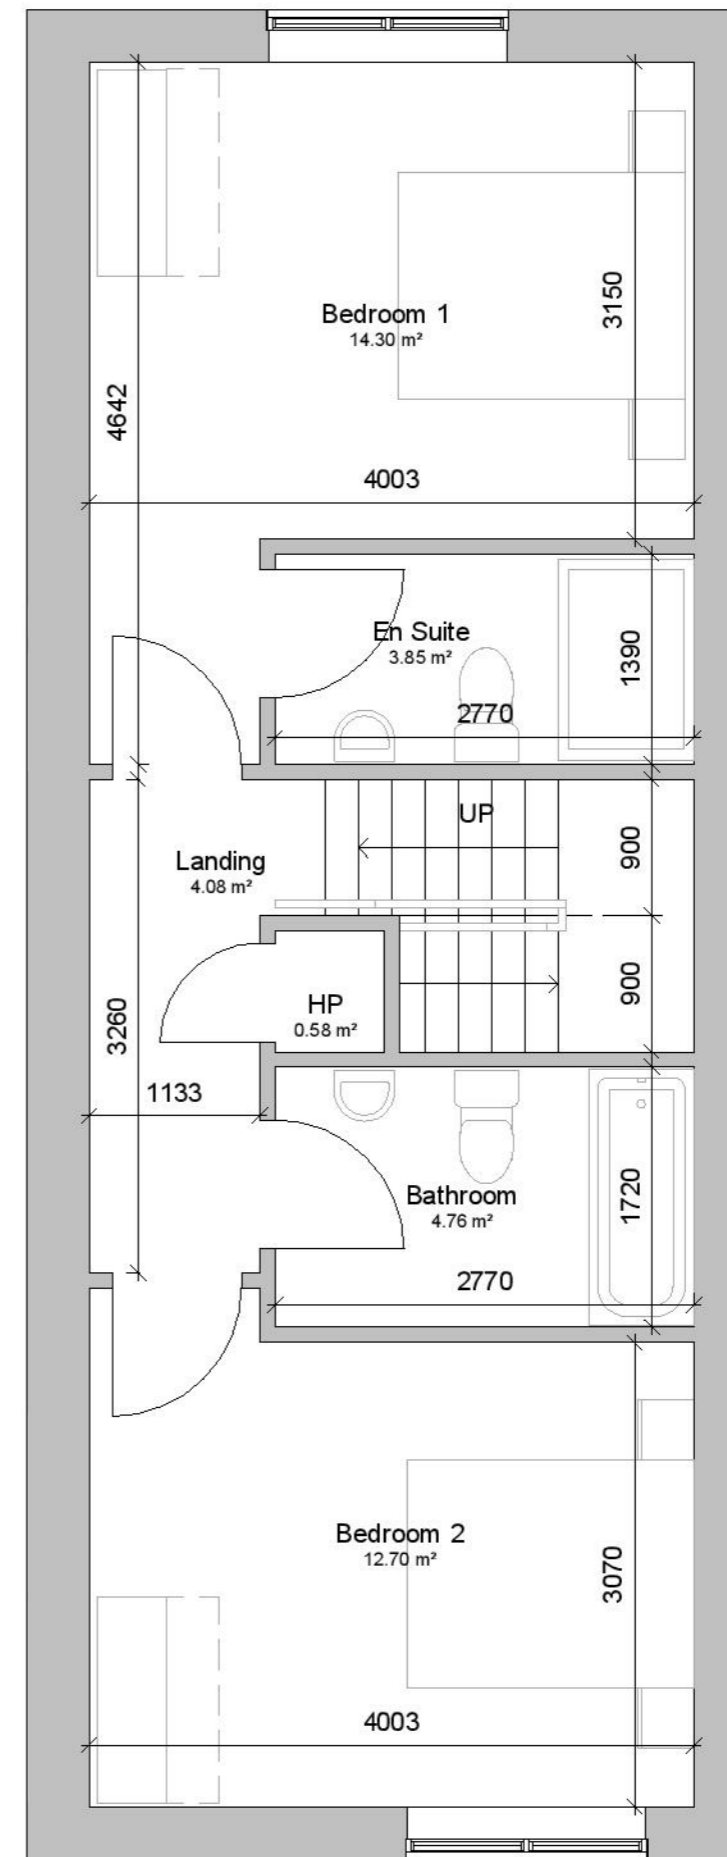 Bedroom 1
14.30 m²
3150
4642
4003
En Suite
3.85 m²
1390
2770
UP
Landing
4.08 m²
900
HP
0.58 m²
900
3260
1133
Bathroom
4.76 m²
1720
2770
Bedroom 2
12.70 m²
3070
4003